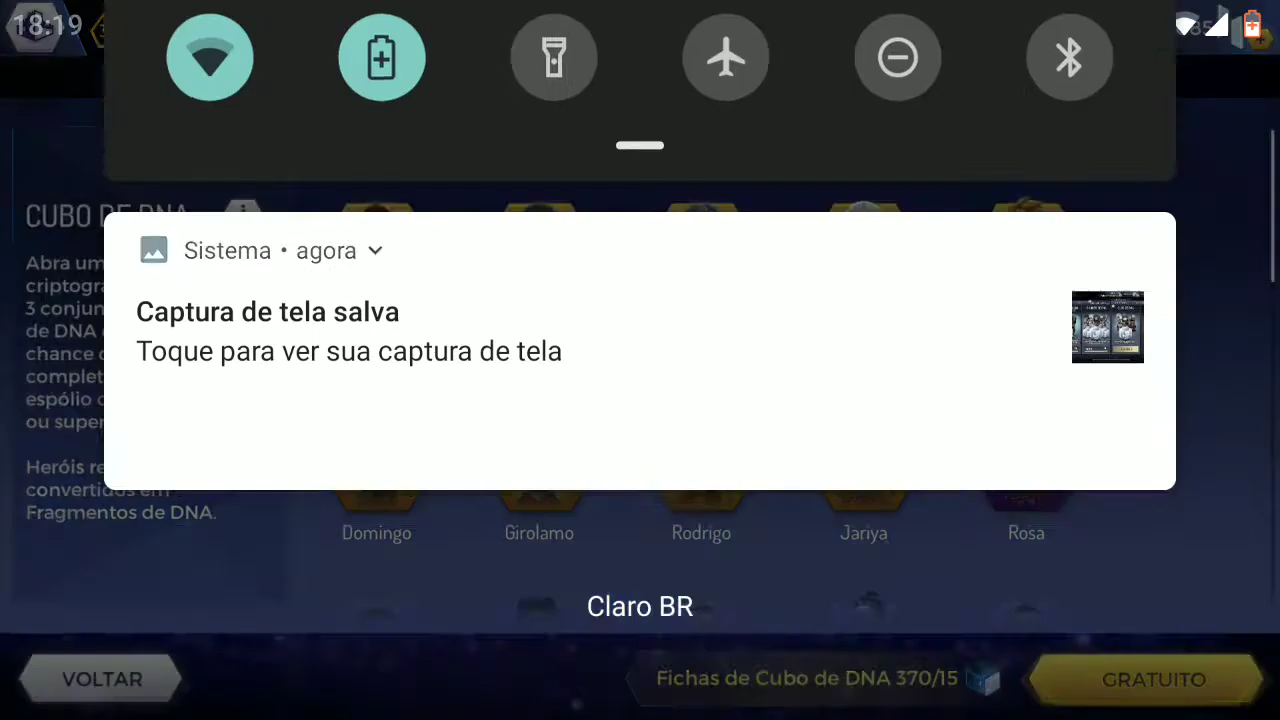 18:19
CUBO DE DNA
Sistema • agora
Captura de tela salva
Toque para ver sua captura de tela
Abra um
3 conjun
de DNA
chance
complet
espólio
ou super
Heróis
convertidos em
Fragmentos de DNA.
Domingo
Girolamo
Rodrigo
Jariya
Rosa
Claro BR
VOLTAR
Fichas de Cubo de DNA 370/15
GRATUITO